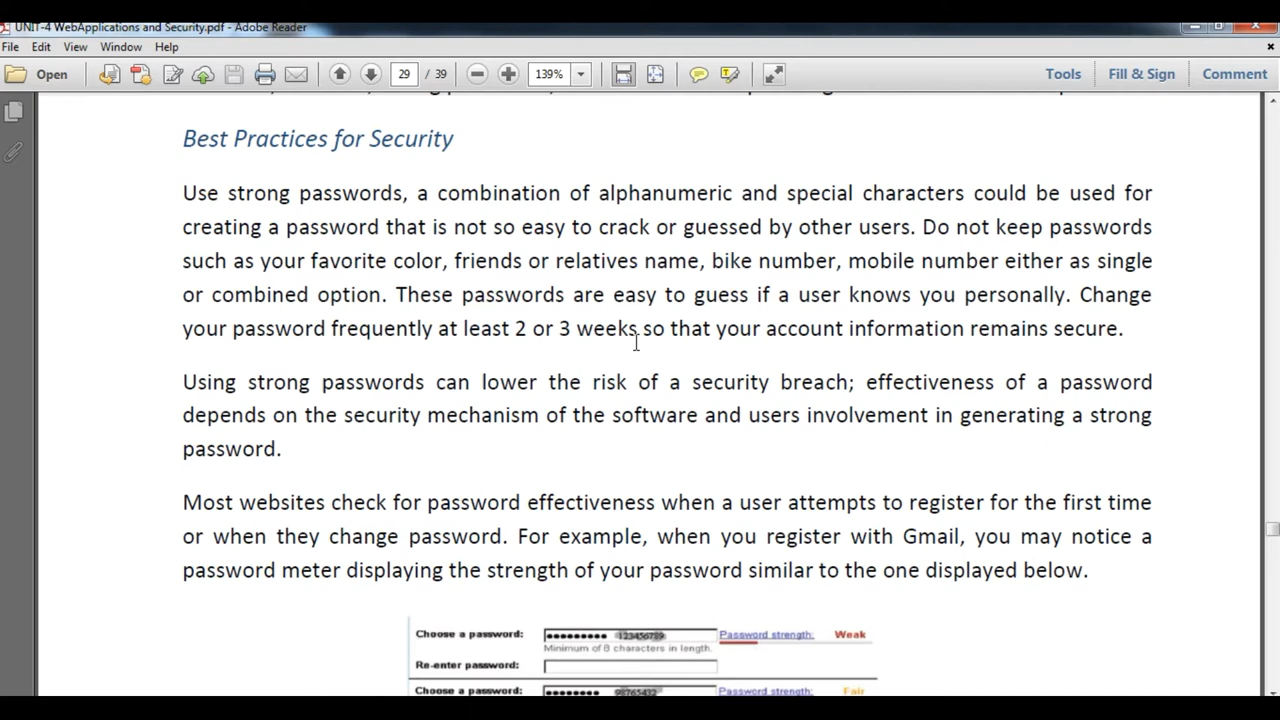 UNIT-4 WebApplications and Security.pdf - Adobe Reader
File Edit View Window Help
Open 29 / 39 139% Tools Fill & Sign Comment
Best Practices for Security
Use strong passwords, a combination of alphanumeric and special characters could be used for
creating a password that is not so easy to crack or guessed by other users. Do not keep passwords
such as your favorite color, friends or relatives name, bike number, mobile number either as single
or combined option. These passwords are easy to guess if a user knows you personally. Change
your password frequently at least 2 or 3 weeks so that your account information remains secure.
Using strong passwords can lower the risk of a security breach; effectiveness of a password
depends on the security mechanism of the software and users involvement in generating a strong
password.
Most websites check for password effectiveness when a user attempts to register for the first time
or when they change password. For example, when you register with Gmail, you may notice a
password meter displaying the strength of your password similar to the one displayed below.
Choose a password: 123456789 Password strength: Weak
Minimum of 8 characters in length.
Re-enter password:
Choose a password: 98765432 Password strength: Fair